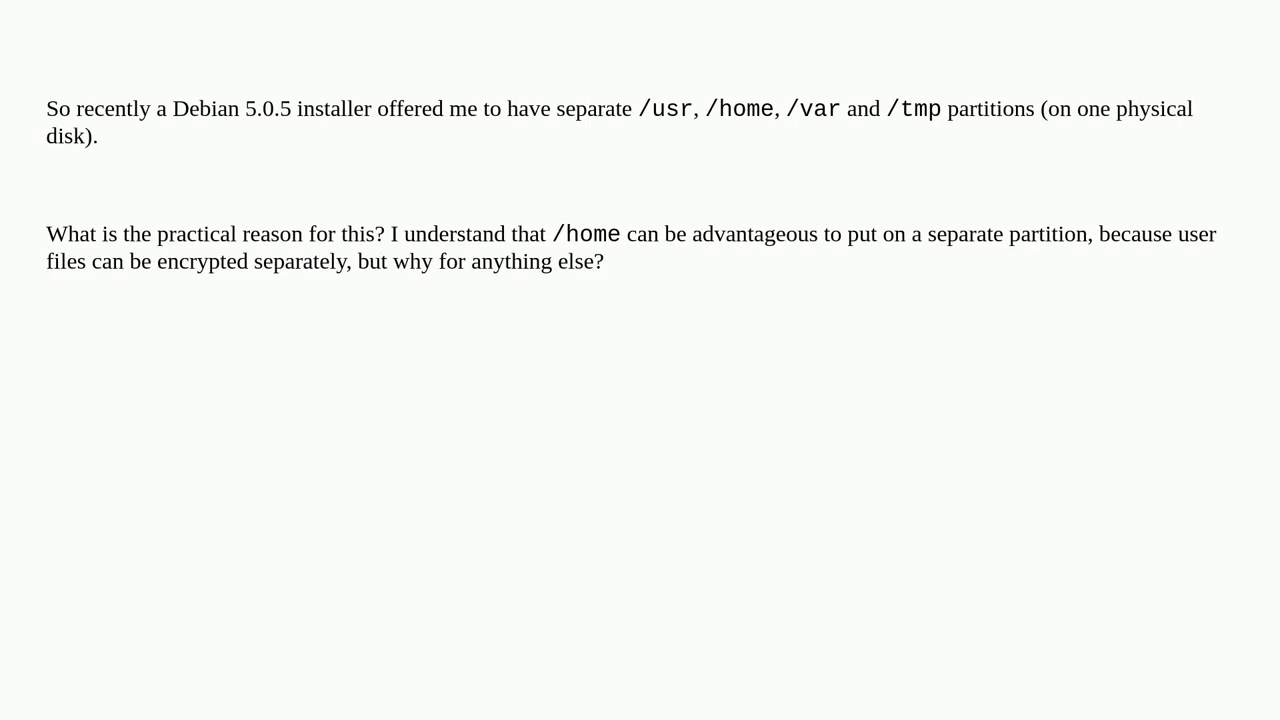 So recently a Debian 5.0.5 installer offered me to have separate /usr, /home, /var and /tmp partitions (on one physical
disk).
What is the practical reason for this? I understand that /home can be advantageous to put on a separate partition, because user
files can be encrypted separately, but why for anything else?